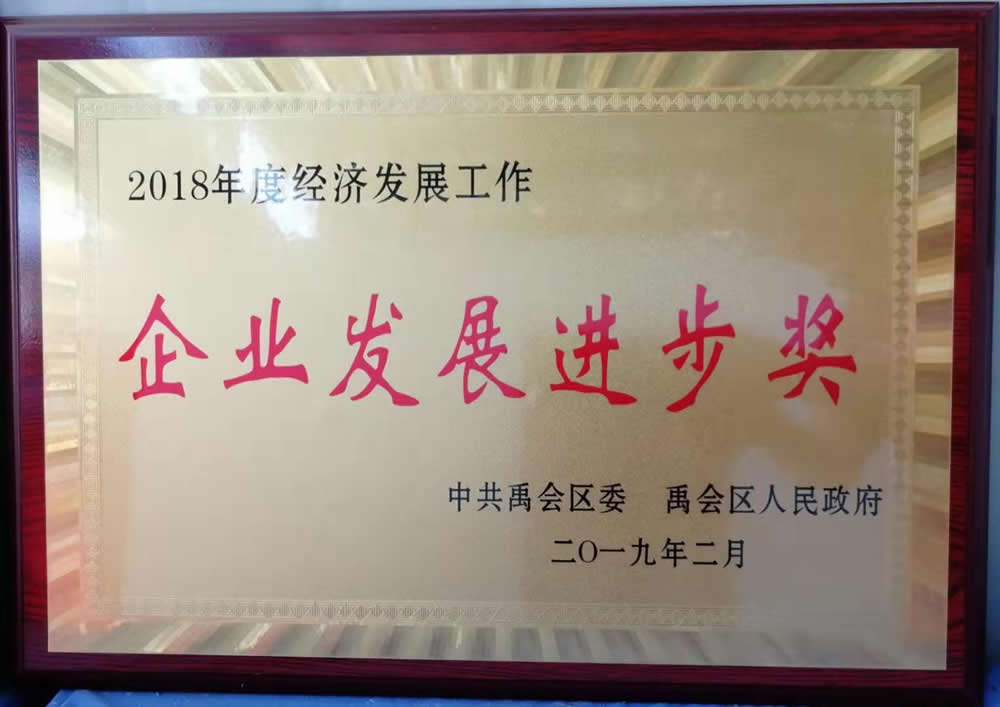 2018年度经济发展工作
企业发展进步奖
中共禹会区委 禹会区人民政府
二〇一九年二月